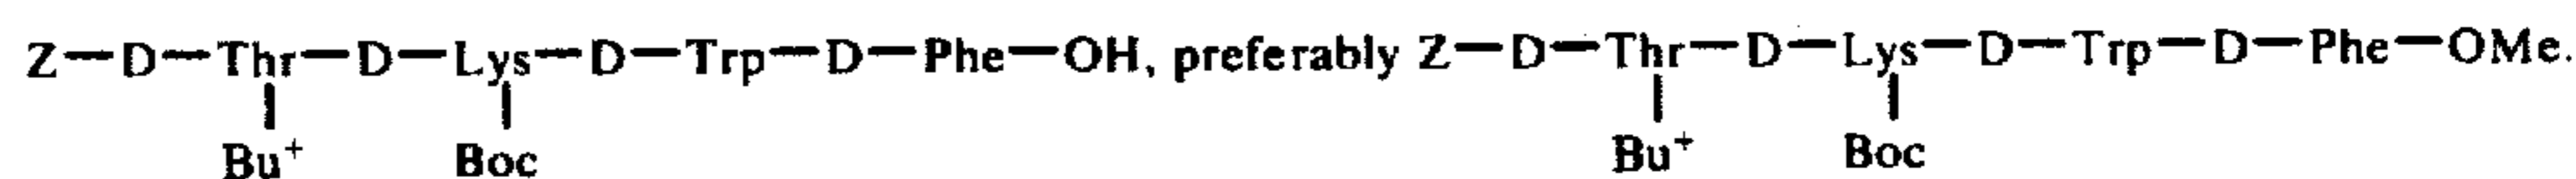 Z—D—Thr—D—Lys—D—Trp—D—Phe—OH, preferably Z—D—Thr—D—Lys—D—Trp—D—Phe—OMe.
Bu+ Boc Bu+ Boc